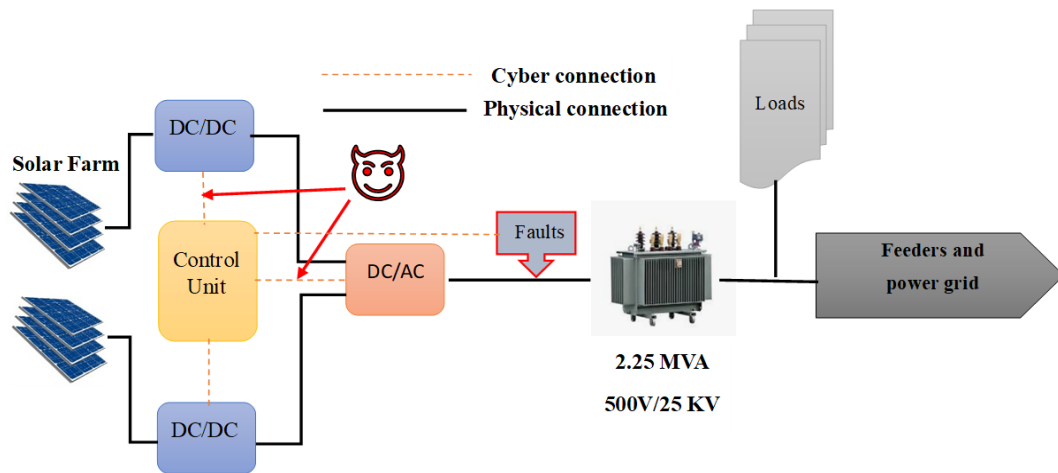 Cyber connection
Physical connection
DC/DC
Solar Farm
Loads
Control
Unit
Faults
DC/AC
Feeders and
power grid
2.25 MVA
500V/25 KV
DC/DC